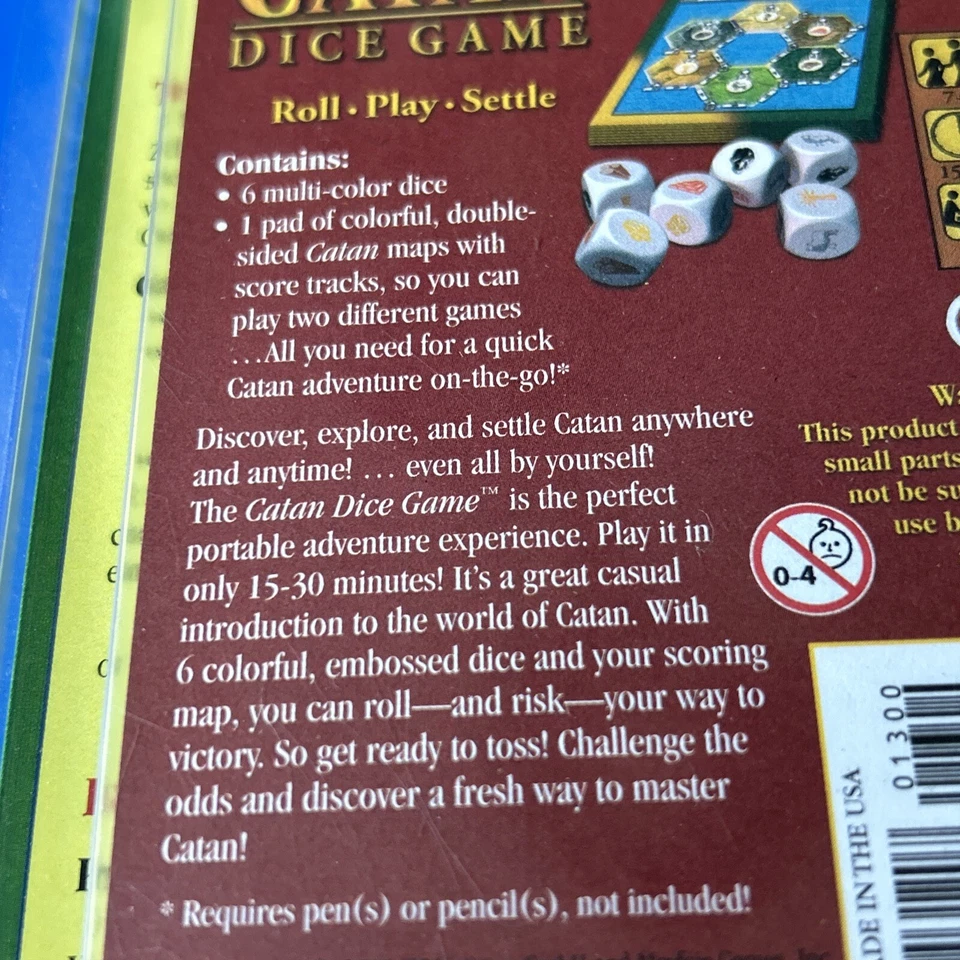 DICE GAME
Roll • Play • Settle
Contains:
• 6 multi-color dice
• 1 pad of colorful, double-
sided Catan maps with
score tracks, so you can
play two different games
...All you need for a quick
Catan adventure on-the-go!*
Discover, explore, and settle Catan anywhere
and anytime! ... even all by yourself!
The Catan Dice Game™ is the perfect
portable adventure experience. Play it in
only 15-30 minutes! It's a great casual
introduction to the world of Catan. With
6 colorful, embossed dice and your scoring
map, you can roll—and risk—your way to
victory. So get ready to toss! Challenge the
odds and discover a fresh way to master
Catan!
* Requires pen(s) or pencil(s), not included!
This product
small parts
not be su
use b
0-4
01300
DE IN THE USA